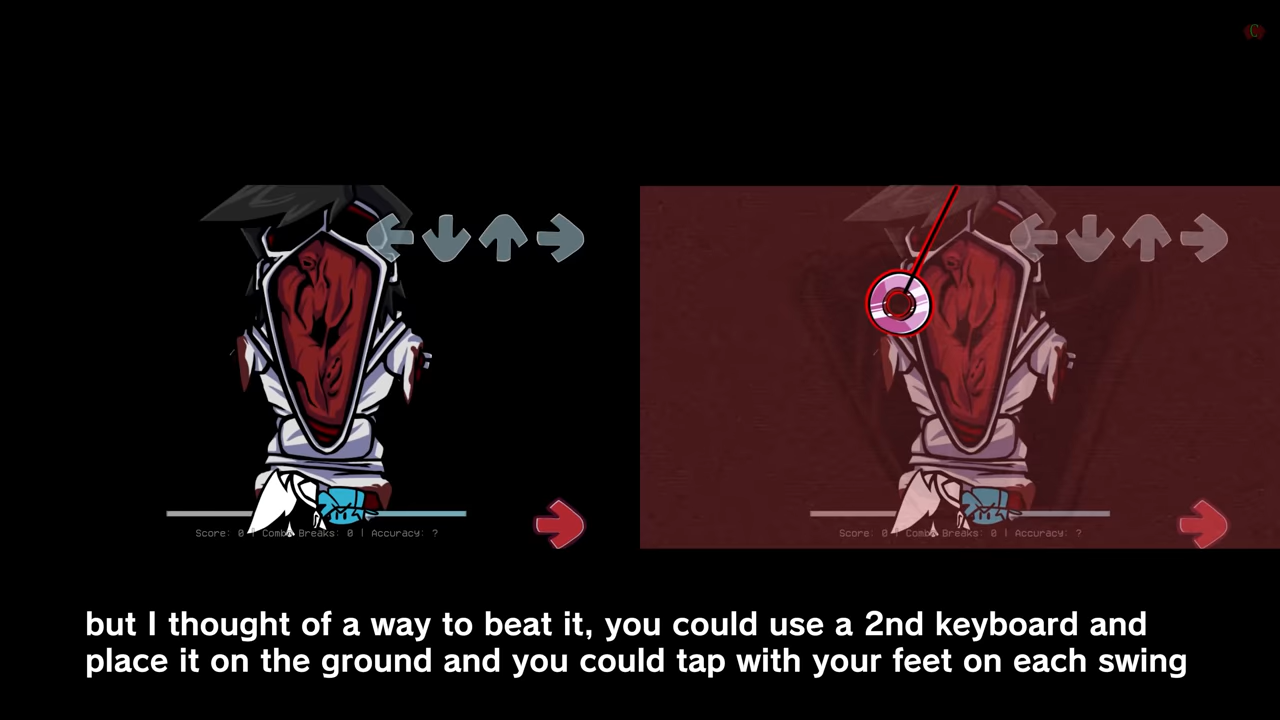 C
Score: 0 | Combo Breaks: 0 | Accuracy: ?
Score: 0 | Combo Breaks: 0 | Accuracy: ?
but I thought of a way to beat it, you could use a 2nd keyboard and
place it on the ground and you could tap with your feet on each swing